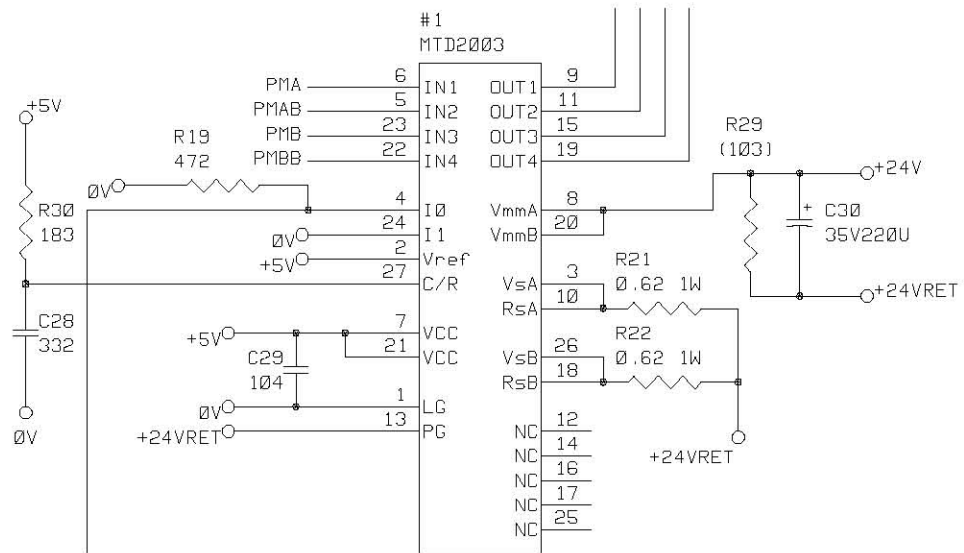 #1
MTD2003
PMA 6 IN1 OUT1 9
PMAB 5 IN2 OUT2 11
PMB 23 IN3 OUT3 15
PMBB 22 IN4 OUT4 19
+5V
R19
472
0V
R29
(103)
+24V
R30
183
4 I0 VmmA 8
0V 24 I1 VmmB 20
C30
+
35V220U
+5V 2 Vref
27 C/R VsA 3
RsA 10
R21
0.62 1W
+24VRET
C28
332
+5V 7 VCC
21 VCC VsB 26
RsB 18
R22
0.62 1W
C29
104
0V 1 LG
+24VRET 13 PG
0V
NC 12
NC 14
NC 16
NC 17
NC 25
+24VRET